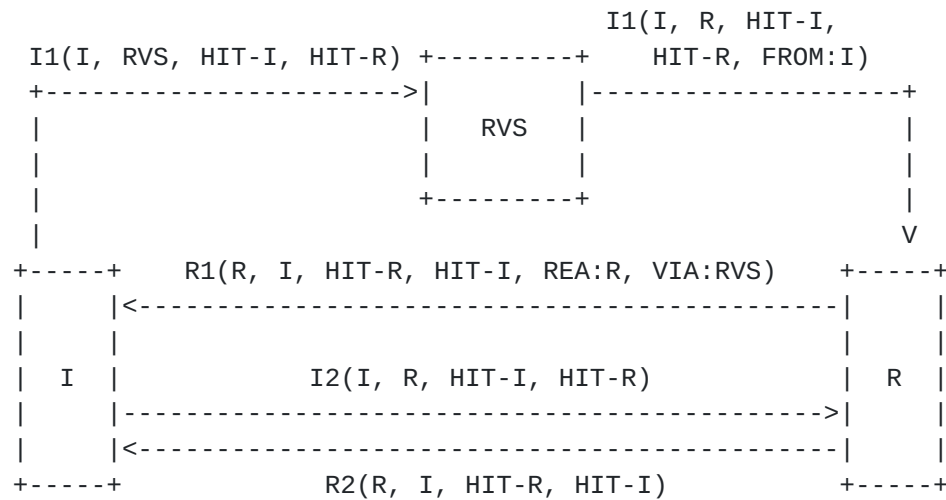 I1(I, R, HIT-I,
I1(I, RVS, HIT-I, HIT-R) +---------+ HIT-R, FROM:I)
+----------------------->| |--------------------+
| | RVS | |
| | | |
| +---------+ |
| V
+-----+ R1(R, I, HIT-R, HIT-I, REA:R, VIA:RVS) +-----+
| |<---------------------------------------------| |
| | | |
| I | I2(I, R, HIT-I, HIT-R) | R |
| |--------------------------------------------->| |
| |<---------------------------------------------| |
+-----+ R2(R, I, HIT-R, HIT-I) +-----+